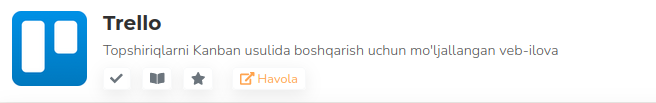 Trello
Topshiriqlarni Kanban usulida boshqarish uchun mo'ljallangan veb-ilova
Havola